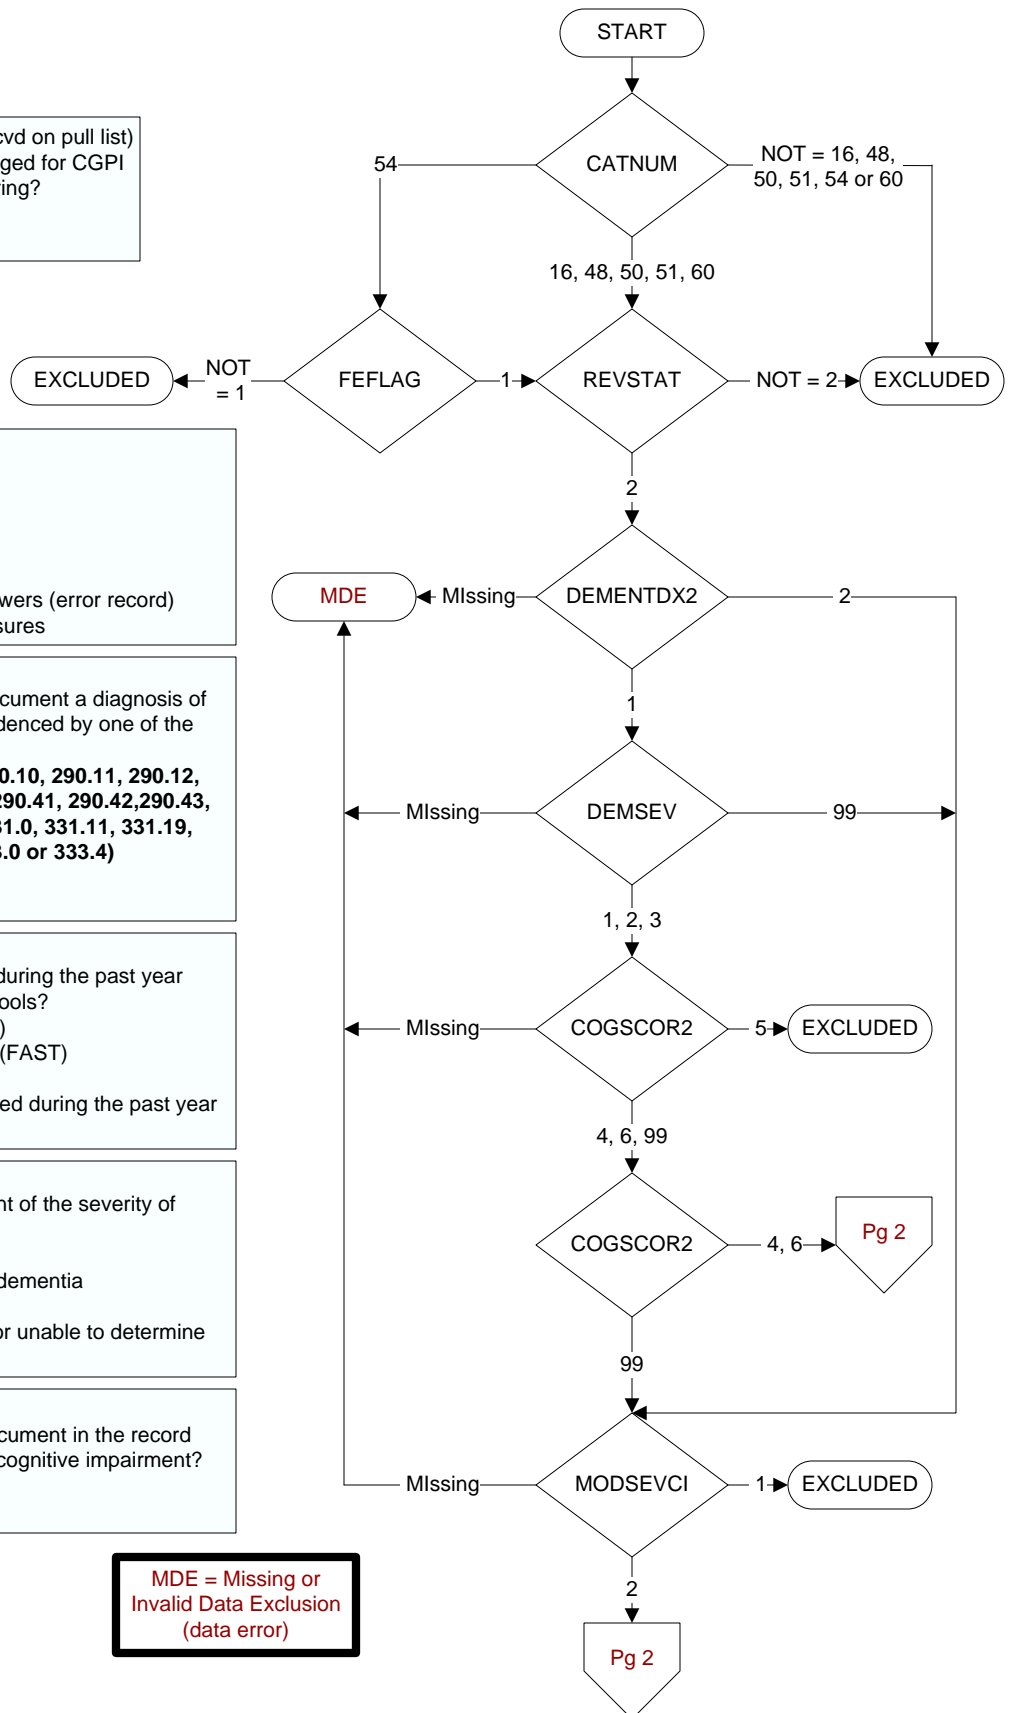 START
cvd on pull list)
ged for CGPI
ring?
54
CATNUM
NOT = 16, 48,
50, 51, 54 or 60
16, 48, 50, 51, 60
EXCLUDED
NOT
= 1
FEFLAG
1
REVSTAT
NOT = 2
EXCLUDED
2
wers (error record)
sures
MDE
MIssing
DEMENTDX2
2
1
cument a diagnosis of
denced by one of the
0.10, 290.11, 290.12,
290.41, 290.42,290.43,
31.0, 331.11, 331.19,
3.0 or 333.4)
MIssing
DEMSEV
99
1, 2, 3
during the past year
tools?
)
(FAST)
ed during the past year
MIssing
COGSCOR2
5
EXCLUDED
4, 6, 99
nt of the severity of
dementia
or unable to determine
COGSCOR2
4, 6
Pg 2
99
cument in the record
cognitive impairment?
MIssing
MODSEVCI
1
EXCLUDED
2
MDE = Missing or
Invalid Data Exclusion
(data error)
Pg 2